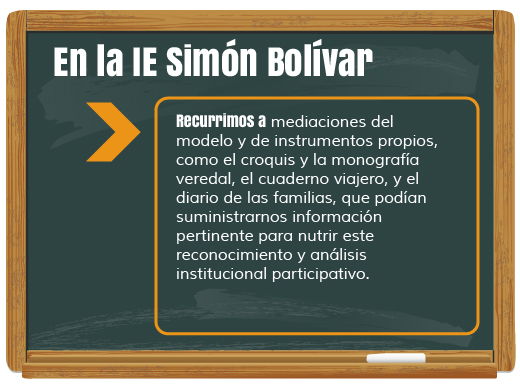 En la IE Simón Bolívar
Recurrimos a mediaciones del
modelo y de instrumentos propios,
como el croquis y la monografía
veredal, el cuaderno viajero, y el
diario de las familias, que podían
suministrarnos información
pertinente para nutrir este
reconocimiento y análisis
institucional participativo.